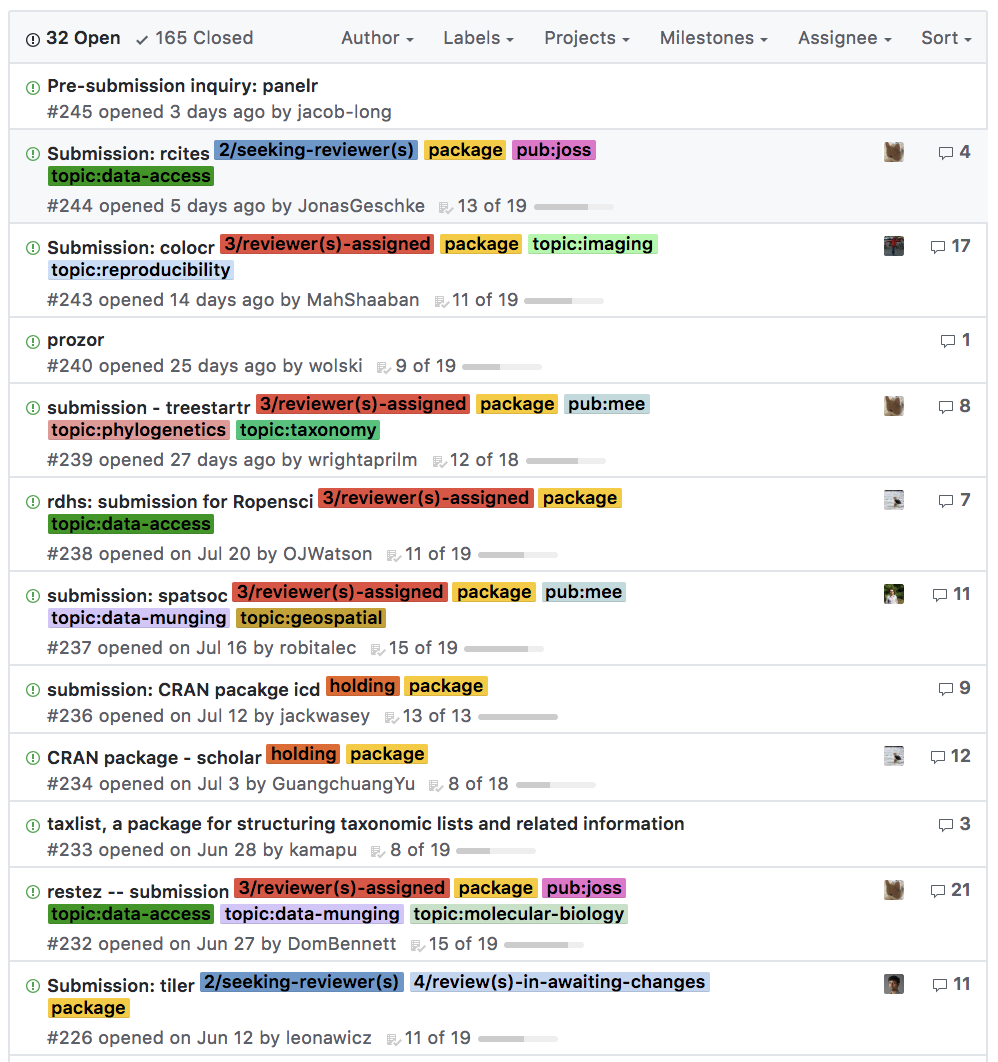 32 Open 165 Closed Author Labels Projects Milestones Assignee Sort
Pre-submission inquiry: panelr
#245 opened 3 days ago by jacob-long
Submission: rcites 2/seeking-reviewer(s) package pub:joss 4
topic:data-access
#244 opened 5 days ago by JonasGeschke 13 of 19
Submission: colocr 3/reviewer(s)-assigned package topic:imaging 17
topic:reproducibility
#243 opened 14 days ago by MahShaaban 11 of 19
prozor 1
#240 opened 25 days ago by wolski 9 of 19
submission - treestartr 3/reviewer(s)-assigned package pub:mee 8
topic:phylogenetics topic:taxonomy
#239 opened 27 days ago by wrightaprilm 12 of 18
rdhs: submission for Ropensci 3/reviewer(s)-assigned package 7
topic:data-access
#238 opened on Jul 20 by OJWatson 11 of 19
submission: spatsoc 3/reviewer(s)-assigned package pub:mee 11
topic:data-munging topic:geospatial
#237 opened on Jul 16 by robitalec 15 of 19
submission: CRAN pacakge icd holding package 9
#236 opened on Jul 12 by jackwasey 13 of 13
CRAN package - scholar holding package 12
#234 opened on Jul 3 by GuangchuangYu 8 of 18
taxlist, a package for structuring taxonomic lists and related information 3
#233 opened on Jun 28 by kamapu 8 of 19
restez -- submission 3/reviewer(s)-assigned package pub:joss 21
topic:data-access topic:data-munging topic:molecular-biology
#232 opened on Jun 27 by DomBennett 15 of 19
Submission: tiler 2/seeking-reviewer(s) 4/review(s)-in-awaiting-changes 11
package
#226 opened on Jun 12 by leonawicz 11 of 19